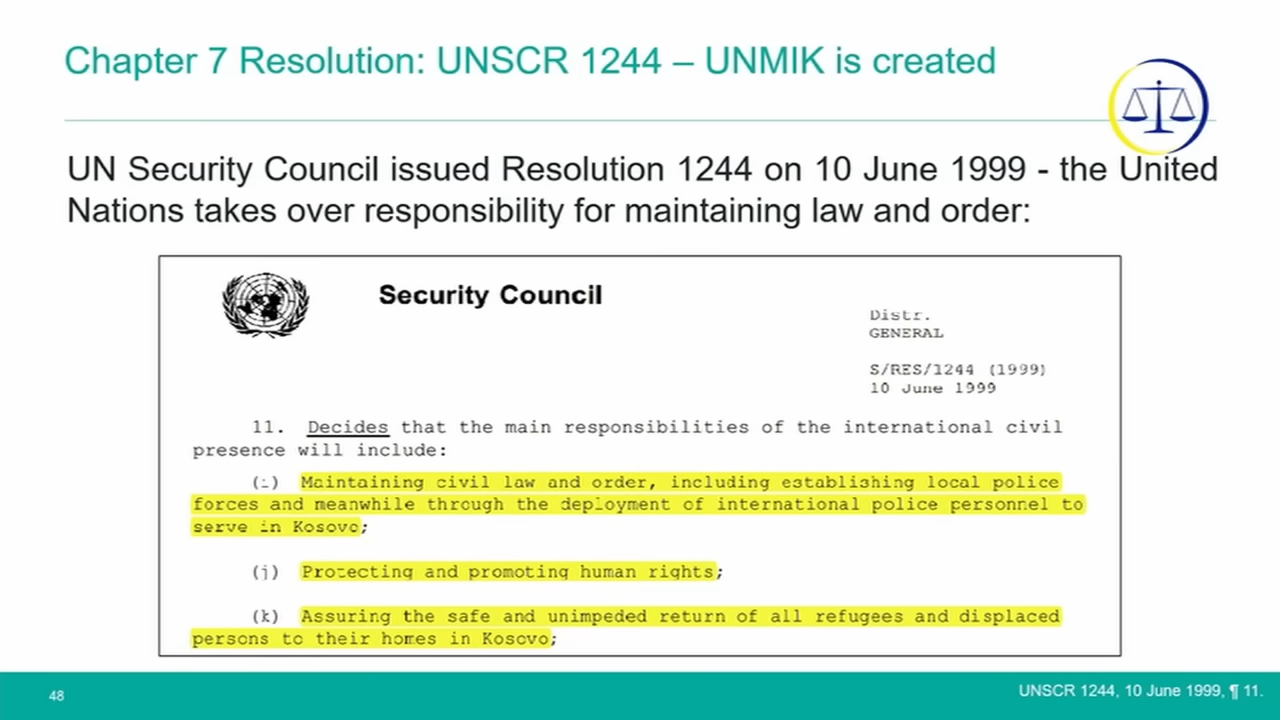 Chapter 7 Resolution: UNSCR 1244 – UNMIK is created
UN Security Council issued Resolution 1244 on 10 June 1999 - the United
Nations takes over responsibility for maintaining law and order:
Security Council
Distr.
GENERAL
S/RES/1244 (1999)
10 June 1999
11. Decides that the main responsibilities of the international civil
presence will include:
(i) Maintaining civil law and order, including establishing local police
forces and meanwhile through the deployment of international police personnel to
serve in Kosovo;
(j) Protecting and promoting human rights;
(k) Assuring the safe and unimpeded return of all refugees and displaced
persons to their homes in Kosovo;
48
UNSCR 1244, 10 June 1999, ¶ 11.